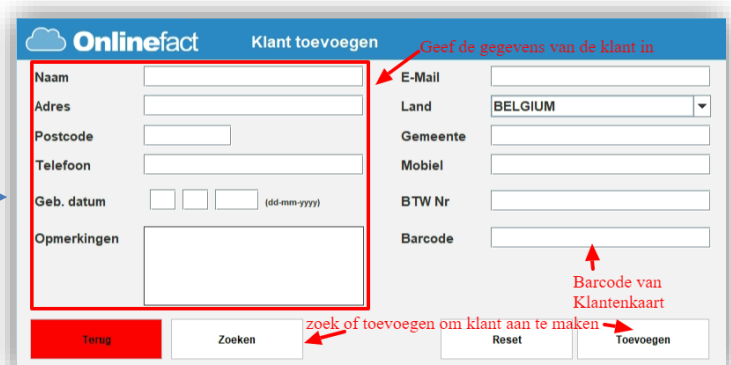 Onlinefact Klant toevoegen
Geef de gegevens van de klant in
Naam
E-Mail
Adres
Land BELGIUM
Postcode
Gemeente
Telefoon
Mobiel
Geb. datum (dd-mm-yyyy)
BTW Nr
Opmerkingen
Barcode
Barcode van
Klantenkaart
zoek of toevoegen om klant aan te maken
Terug
Zoeken
Reset
Toevoegen